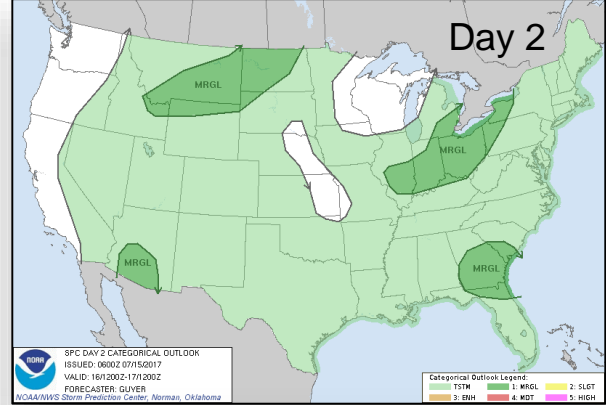 Day 2
MRGL
MRGL
MRGL
MRGL
NOAA
SPC DAY 2 CATEGORICAL OUTLOOK
ISSUED: 0600Z 07/15/2017
VALID: 16/1200Z-17/1200Z
FORECASTER: GUYER
NOAA/NWS Storm Prediction Center, Norman, Oklahoma
Categorical Outlook Legend:
TSTM 1: MRGL 2: SLGT
3: ENH 4: MDT 5: HIGH